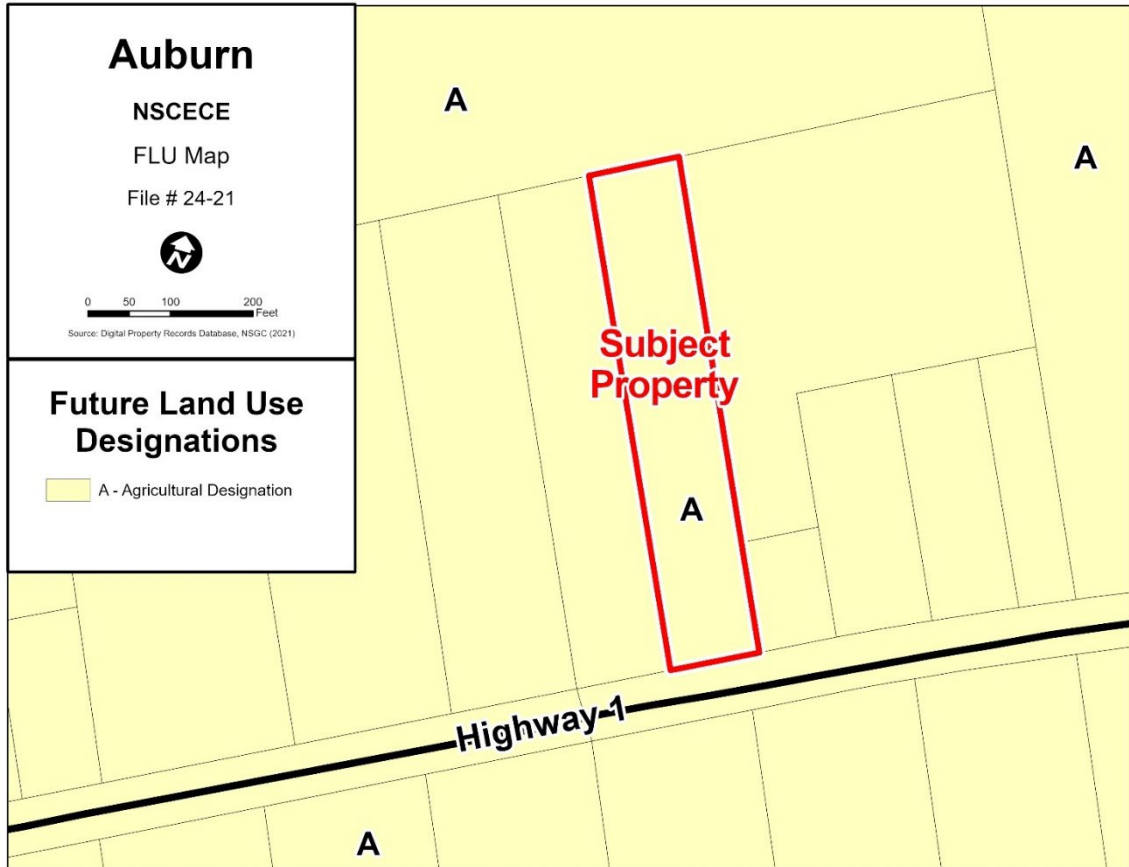 Auburn
NSCECE
FLU Map
File # 24-21
N
0 50 100 200
Feet
Source: Digital Property Records Database, NSGC (2021)
Future Land Use
Designations
A - Agricultural Designation
A
A
Subject
Property
A
Highway 1
A